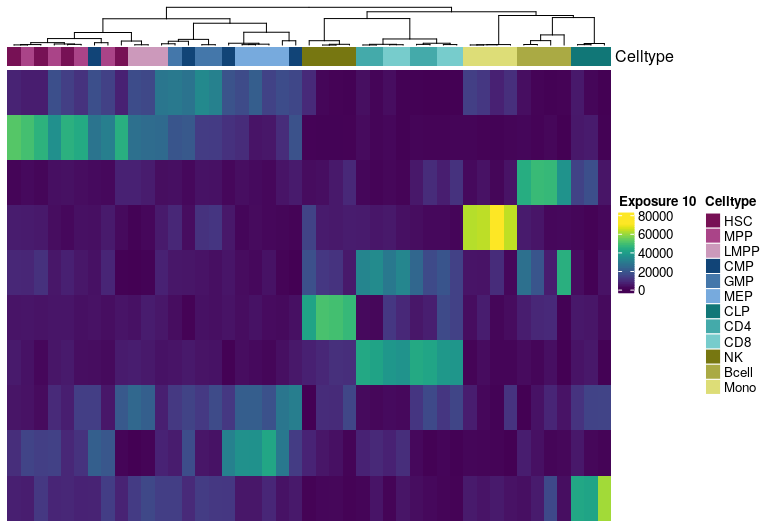 Celltype
Exposure 10 Celltype
80000
60000
40000
20000
0
HSC
MPP
LMPP
CMP
GMP
MEP
CLP
CD4
CD8
NK
Bcell
Mono